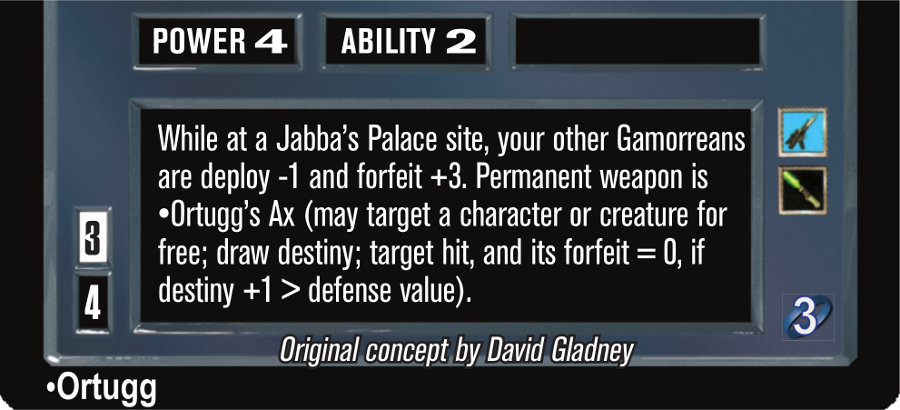 POWER 4 ABILITY 2
While at a Jabba's Palace site, your other Gamorreans
are deploy -1 and forfeit +3. Permanent weapon is
•Ortugg's Ax (may target a character or creature for
free; draw destiny; target hit, and its forfeit = 0, if
destiny +1 > defense value).
3
4
3
Original concept by David Gladney
•Ortugg